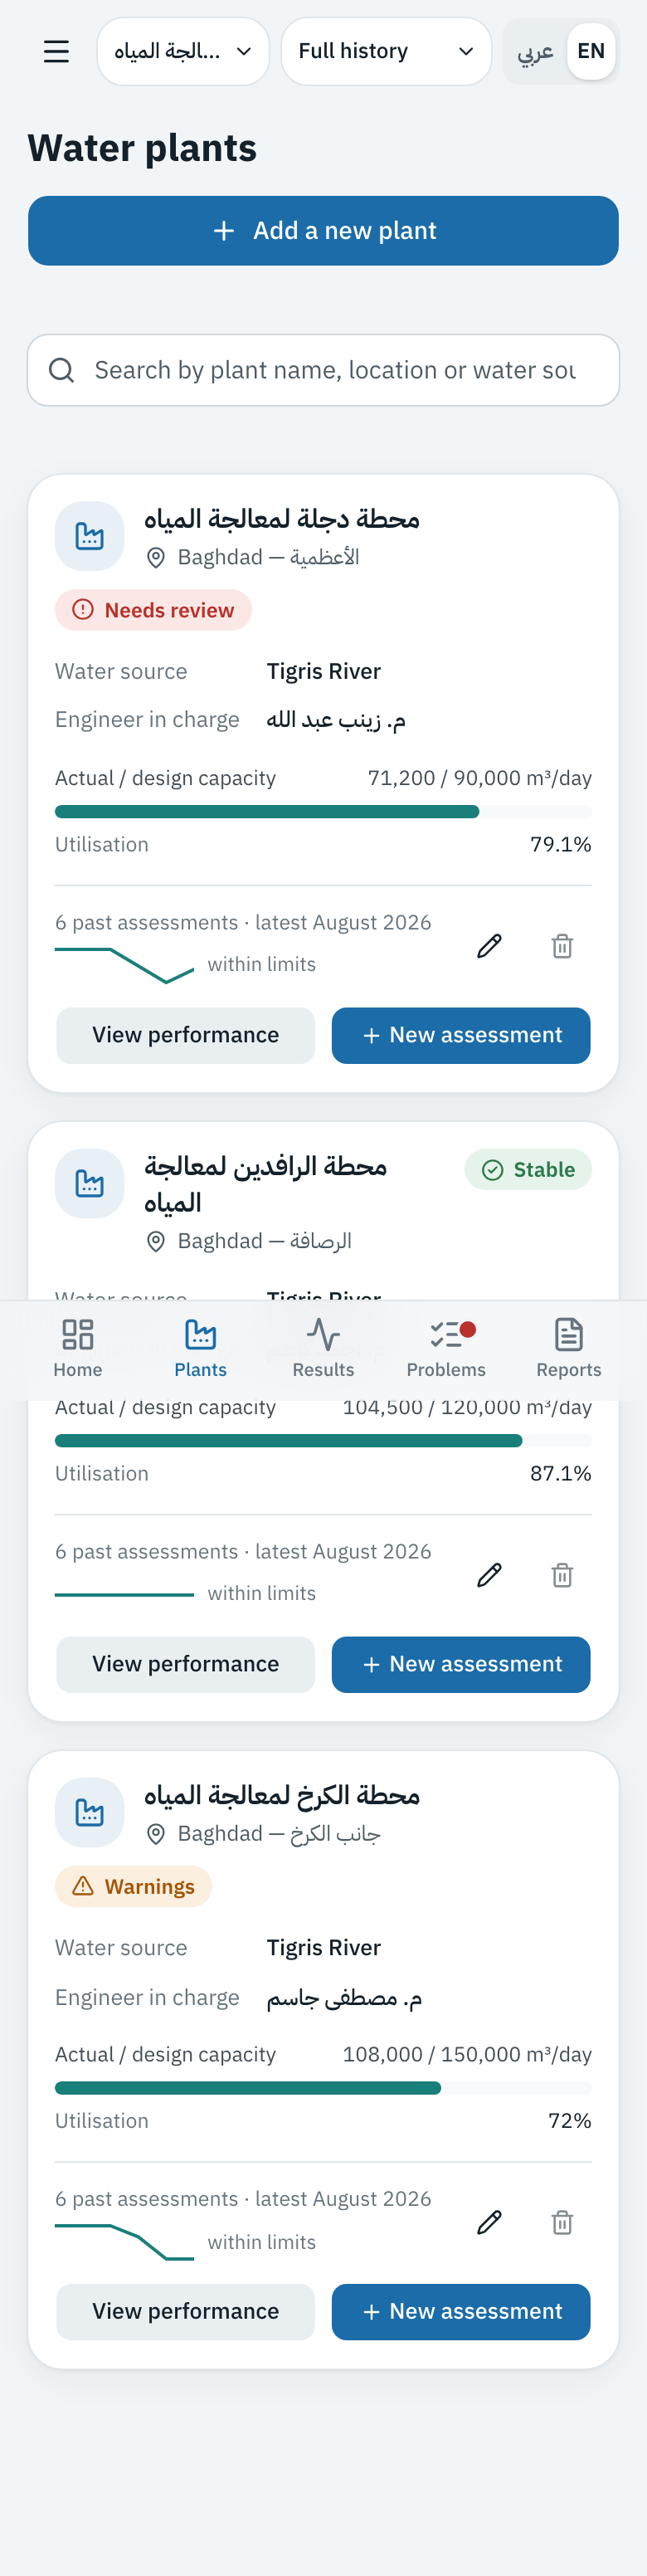 ...الجة المياه
Full history
عربي
EN
Water plants
Add a new plant
Search by plant name, location or water sou
محطة دجلة لمعالجة المياه
Baghdad — الأعظمية
Needs review
Water source Tigris River
Engineer in charge م. زينب عبد الله
Actual / design capacity 71,200 / 90,000 m³/day
Utilisation 79.1%
6 past assessments · latest August 2026
within limits
View performance
+ New assessment
محطة الرافدين لمعالجة
المياه
Stable
Baghdad — الرصافة
Water source Tigris River
Home
Plants
Results
Problems
Reports
Actual / design capacity 104,500 / 120,000 m³/day
Utilisation 87.1%
6 past assessments · latest August 2026
within limits
View performance
+ New assessment
محطة الكرخ لمعالجة المياه
Baghdad — جانب الكرخ
Warnings
Water source Tigris River
Engineer in charge م. مصطفى جاسم
Actual / design capacity 108,000 / 150,000 m³/day
Utilisation 72%
6 past assessments · latest August 2026
within limits
View performance
+ New assessment